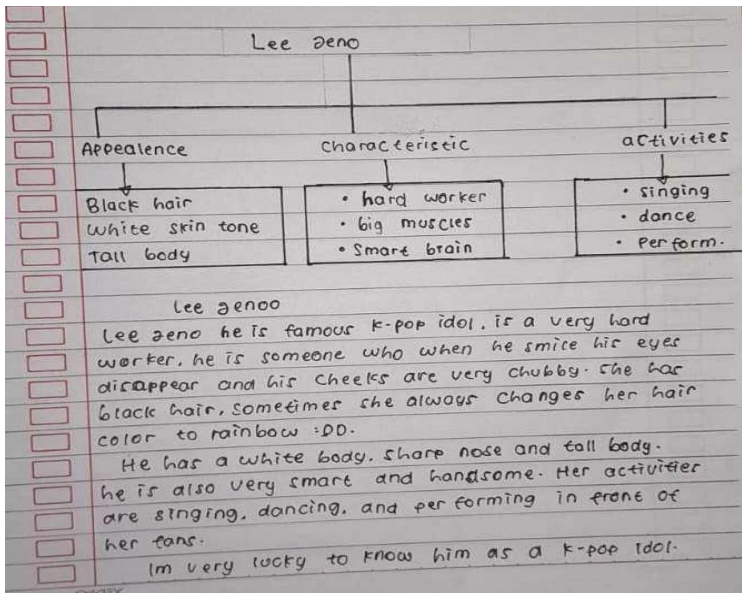 Lee Jeno
Appealence
characteristic
activities
Black hair
white skin tone
Tall body
• hard worker
• big muscles
• Smart brain
• singing
• dance
• perform.
Lee Jenoo
Lee Jeno he is famous k-pop idol, is a very hard
worker, he is someone who when he smice his eyes
disappear and his cheeks are very chubby. she has
black hair, sometimes she always changes her hair
color to rainbow :DD.
He has a white body, sharp nose and tall body.
he is also very smart and handsome. Her activities
are singing, dancing, and performing in front of
her fans.
Im very lucky to know him as a k-pop idol.